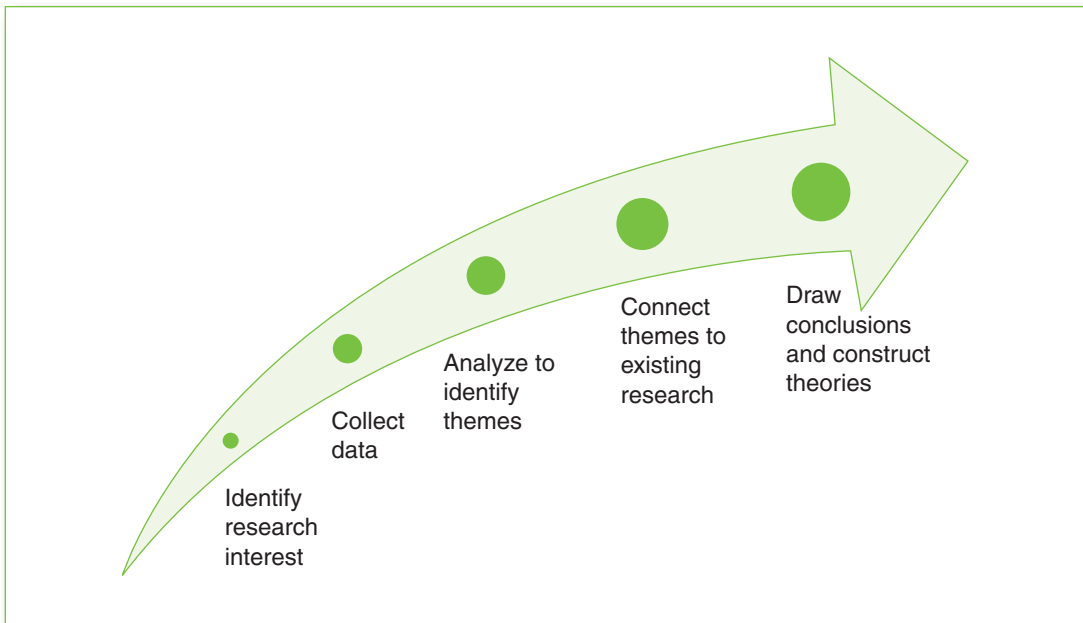 Identify
research
interest
Collect
data
Analyze to
identify
themes
Connect
themes to
existing
research
Draw
conclusions
and construct
theories